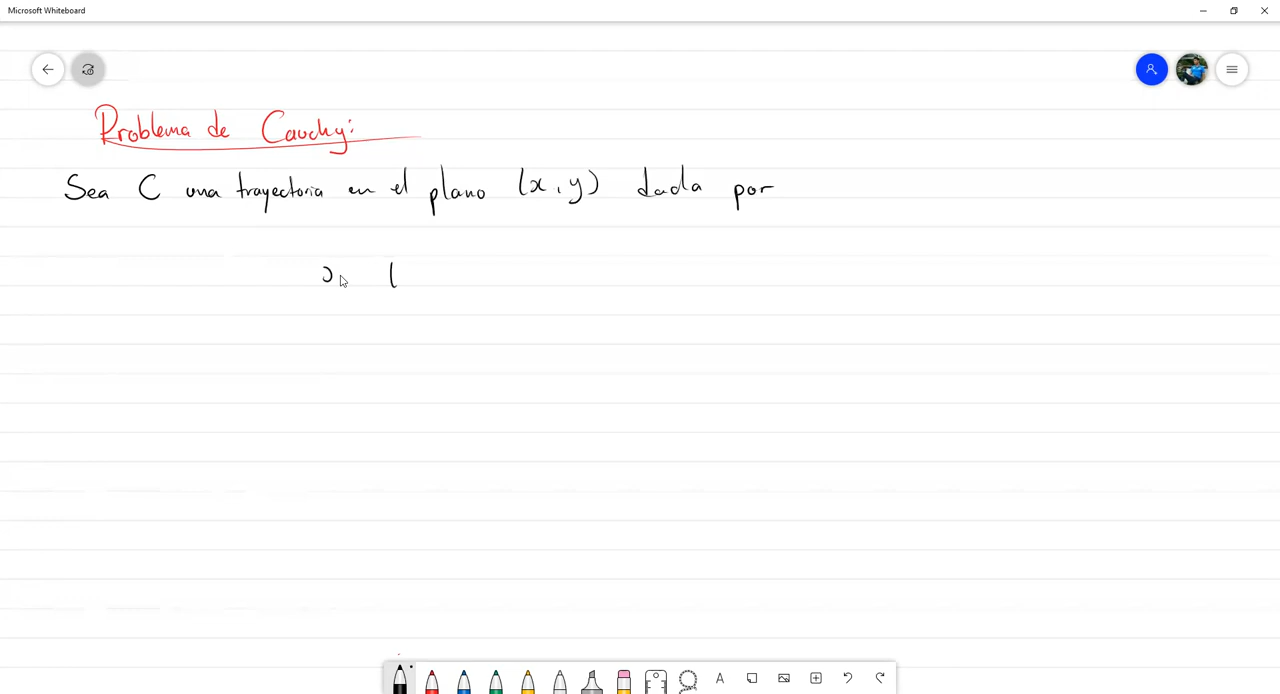 Microsoft Whiteboard
Problema de Cauchy:
Sea C una trayectoria en el plano (x, y) dada por